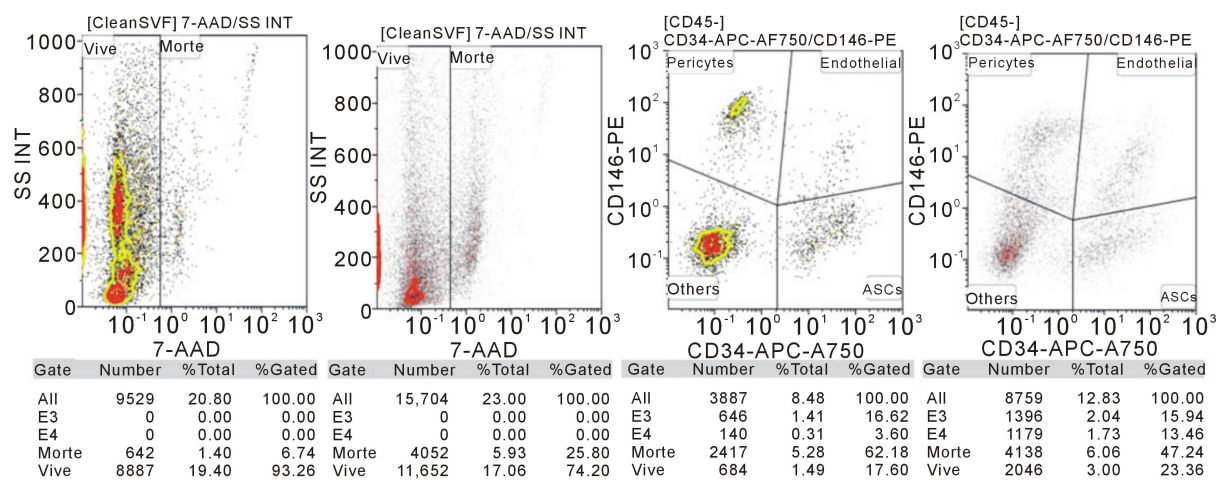 [CleanSVF] 7-AAD/SS INT
Vive
Morte
SS INT
1000
800
600
400
200
0
10-1 100 101 102 103
7-AAD
Gate Number %Total %Gated
All 9529 20.80 100.00
E3 0 0.00 0.00
E4 0 0.00 0.00
Morte 642 1.40 6.74
Vive 8887 19.40 93.26
[CleanSVF] 7-AAD/SS INT
Vive
Morte
SS INT
1000
800
600
400
200
0
10-1 100 101 102 103
7-AAD
Gate Number %Total %Gated
All 15,704 23.00 100.00
E3 0 0.00 0.00
E4 0 0.00 0.00
Morte 4052 5.93 25.80
Vive 11,652 17.06 74.20
[CD45-]
CD34-APC-AF750/CD146-PE
Pericytes
Endothelial
CD146-PE
103
102
101
100
10-1
Others
ASCs
10-1 100 101 102 103
CD34-APC-A750
Gate Number %Total %Gated
All 3887 8.48 100.00
E3 646 1.41 16.62
E4 140 0.31 3.60
Morte 2417 5.28 62.18
Vive 684 1.49 17.60
[CD45-]
CD34-APC-AF750/CD146-PE
Pericytes
Endothelial
CD146-PE
103
102
101
100
10-1
Others
ASCs
10-1 100 101 102 103
CD34-APC-A750
Gate Number %Total %Gated
All 8759 12.83 100.00
E3 1396 2.04 15.94
E4 1179 1.73 13.46
Morte 4138 6.06 47.24
Vive 2046 3.00 23.36